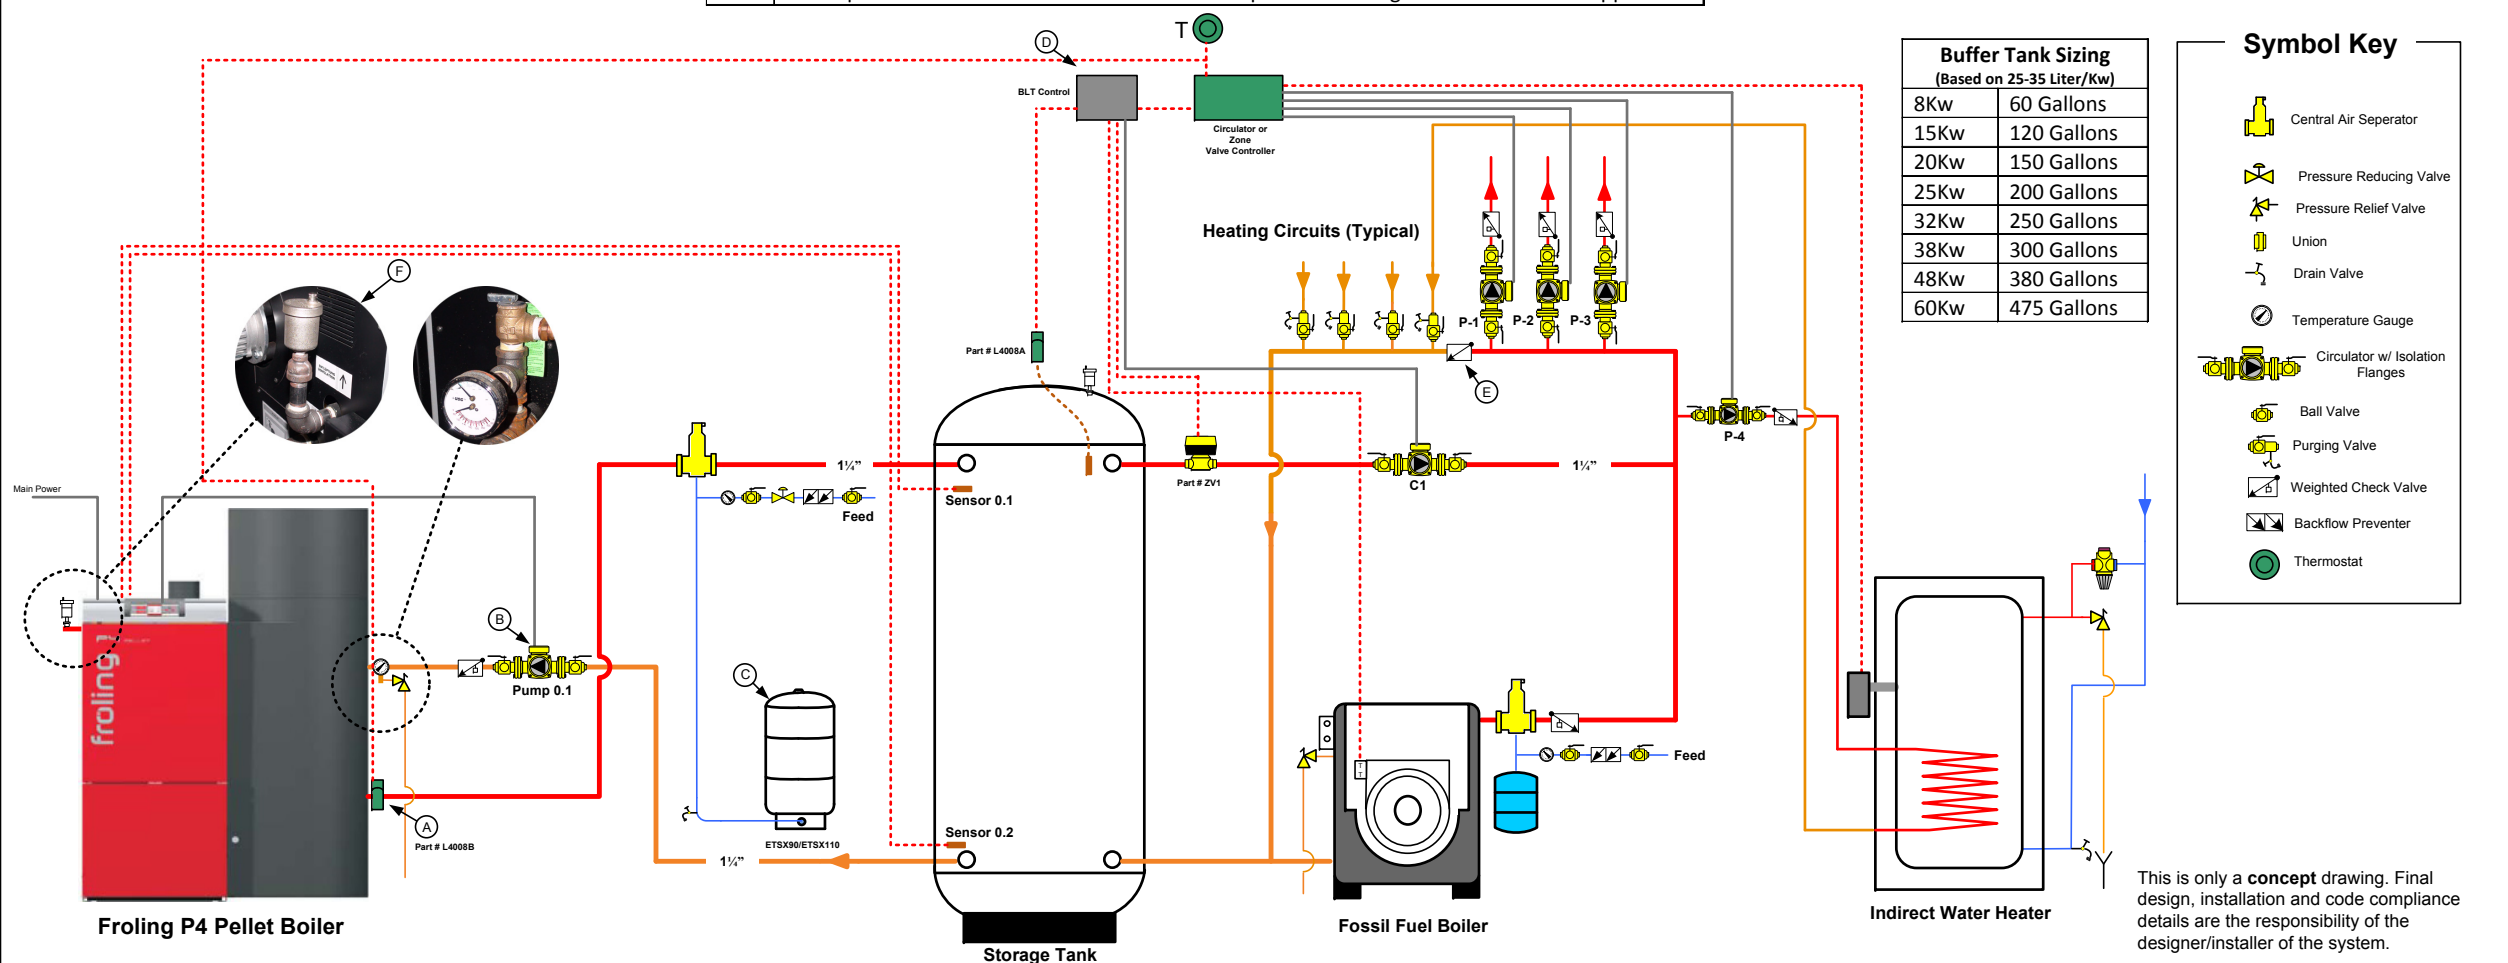 T
D
BLT Control
Circulator or
Zone
Valve Controller
Buffer Tank Sizing
(Based on 25-35 Liter/Kw)
8Kw 60 Gallons
15Kw 120 Gallons
20Kw 150 Gallons
25Kw 200 Gallons
32Kw 250 Gallons
38Kw 300 Gallons
48Kw 380 Gallons
60Kw 475 Gallons
Symbol Key
Central Air Seperator
Pressure Reducing Valve
Pressure Relief Valve
Union
Drain Valve
Temperature Gauge
Circulator w/ Isolation
Flanges
Ball Valve
Purging Valve
Weighted Check Valve
Backflow Preventer
Thermostat
Heating Circuits (Typical)
F
P-1
P-2
P-3
Part # L4008A
E
P-4
1¼”
Part # ZV1
C1
1¼”
Main Power
Sensor 0.1
Feed
froling
B
Pump 0.1
C
A
Part # L4008B
ETSX90/ETSX110
Sensor 0.2
1¼”
T
T
Feed
Froling P4 Pellet Boiler
Storage Tank
Fossil Fuel Boiler
Indirect Water Heater
This is only a concept drawing. Final
design, installation and code compliance
details are the responsibility of the
designer/installer of the system.